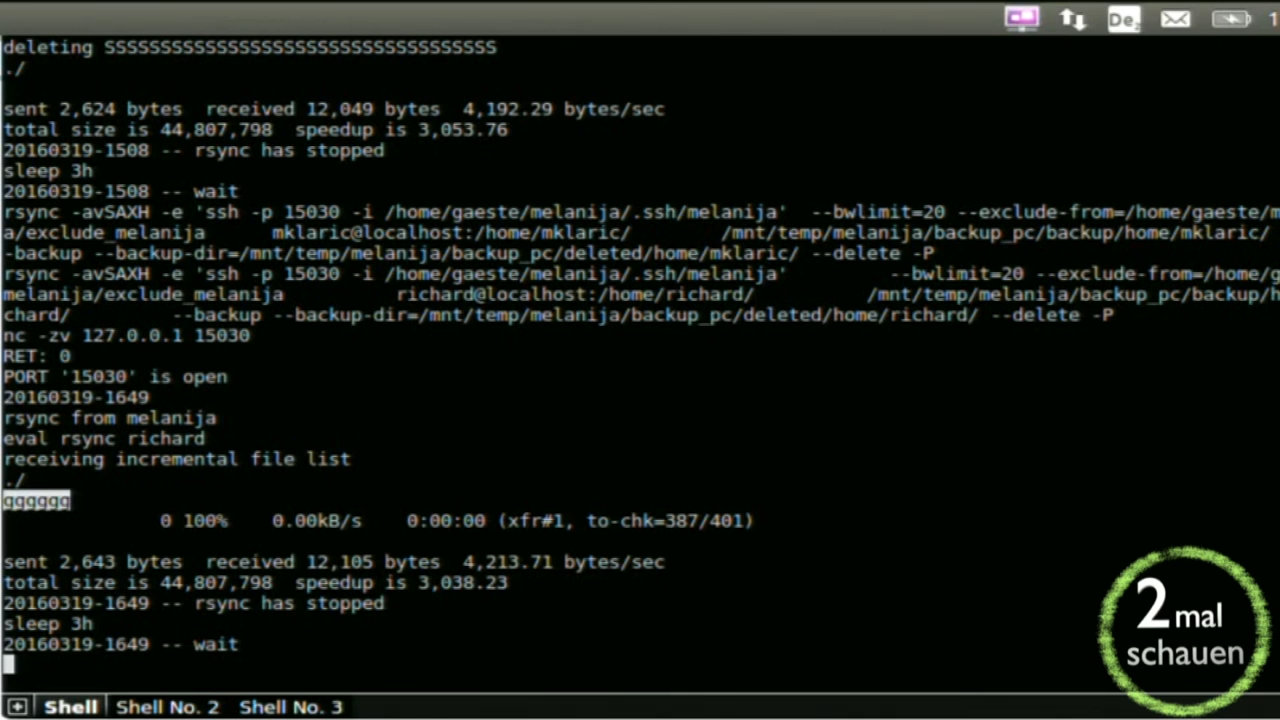 De
1
deleting SSSSSSSSSSSSSSSSSSSSSSSSSSSSSSSSSSS
./
sent 2,624 bytes  received 12,049 bytes  4,192.29 bytes/sec
total size is 44,807,798  speedup is 3,053.76
20160319-1508 -- rsync has stopped
sleep 3h
20160319-1508 -- wait
rsync -avSAXH -e 'ssh -p 15030 -i /home/gaeste/melanija/.ssh/melanija'  --bwlimit=20 --exclude-from=/home/gaeste/m
a/exclude_melanija      mklaric@localhost:/home/mklaric/        /mnt/temp/melanija/backup_pc/backup/home/mklaric/
-backup --backup-dir=/mnt/temp/melanija/backup_pc/deleted/home/mklaric/ --delete -P
rsync -avSAXH -e 'ssh -p 15030 -i /home/gaeste/melanija/.ssh/melanija'         --bwlimit=20 --exclude-from=/home/g
melanija/exclude_melanija          richard@localhost:/home/richard/          /mnt/temp/melanija/backup_pc/backup/h
chard/         --backup --backup-dir=/mnt/temp/melanija/backup_pc/deleted/home/richard/ --delete -P
nc -zv 127.0.0.1 15030
RET: 0
PORT '15030' is open
20160319-1649
rsync from melanija
eval rsync richard
receiving incremental file list
./
gggggg
0 100%    0.00kB/s    0:00:00 (xfr#1, to-chk=387/401)
sent 2,643 bytes  received 12,105 bytes  4,213.71 bytes/sec
total size is 44,807,798  speedup is 3,038.23
20160319-1649 -- rsync has stopped
sleep 3h
20160319-1649 -- wait
2 mal
schauen
Shell  Shell No. 2  Shell No. 3